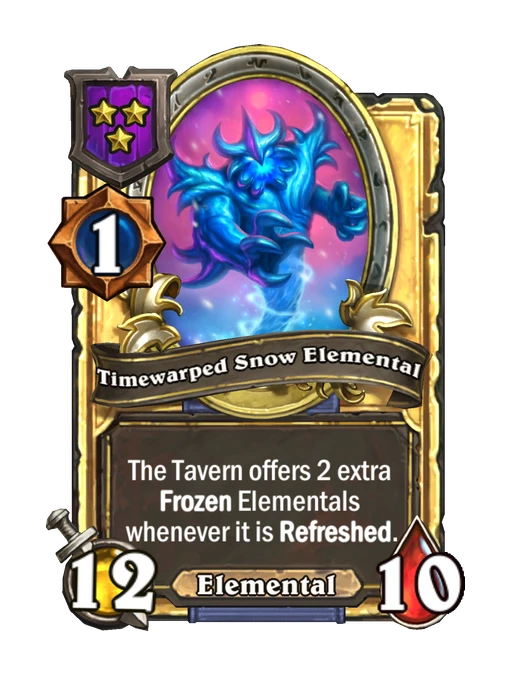 1
Timewarped Snow Elemental
The Tavern offers 2 extra
Frozen Elementals
whenever it is Refreshed.
12
Elemental
10